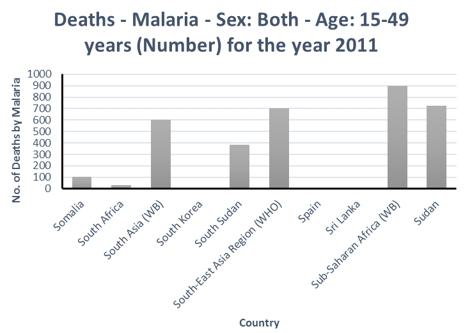 Deaths - Malaria - Sex: Both - Age: 15-49
years (Number) for the year 2011
No. of Deaths by Malaria
1000
900
800
700
600
500
400
300
200
100
0
Somalia
South Africa
South Asia (WB)
South Korea
South Sudan
South-East Asia Region (WHO)
Spain
Sri Lanka
Sub-Saharan Africa (WB)
Sudan
Country